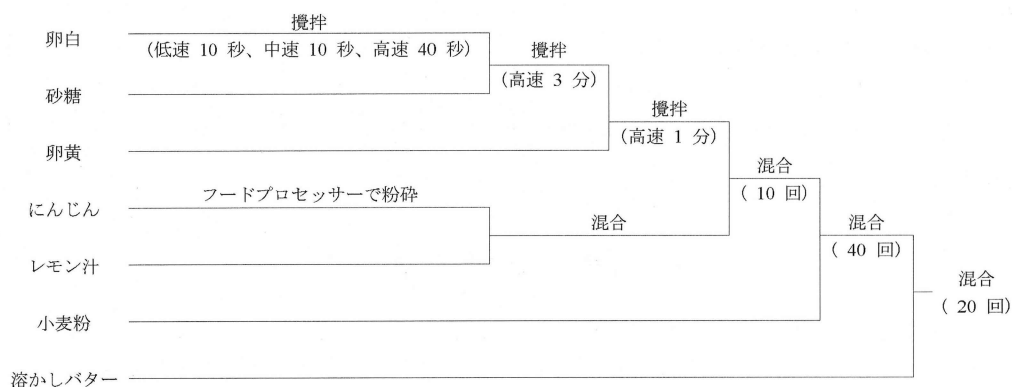 攪拌
卵白
(低速 10 秒、中速 10 秒、高速 40 秒)
攪拌
(高速 3 分)
砂糖
攪拌
(高速 1 分)
卵黄
混合
( 10 回)
フードプロセッサーで粉砕
にんじん
混合
混合
( 40 回)
レモン汁
混合
( 20 回)
小麦粉
溶かしバター